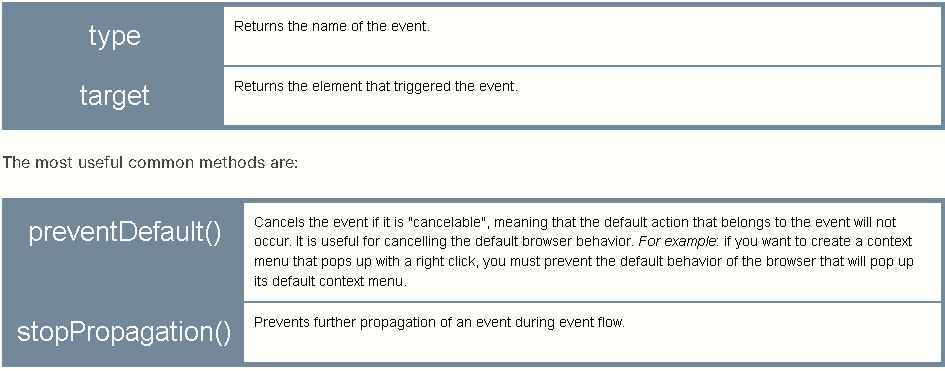 type
Returns the name of the event.
target
Returns the element that triggered the event.
The most useful common methods are:
preventDefault()
Cancels the event if it is "cancelable", meaning that the default action that belongs to the event will not
occur. It is useful for cancelling the default browser behavior. For example: if you want to create a context
menu that pops up with a right click, you must prevent the default behavior of the browser that will pop up
its default context menu.
stopPropagation()
Prevents further propagation of an event during event flow.